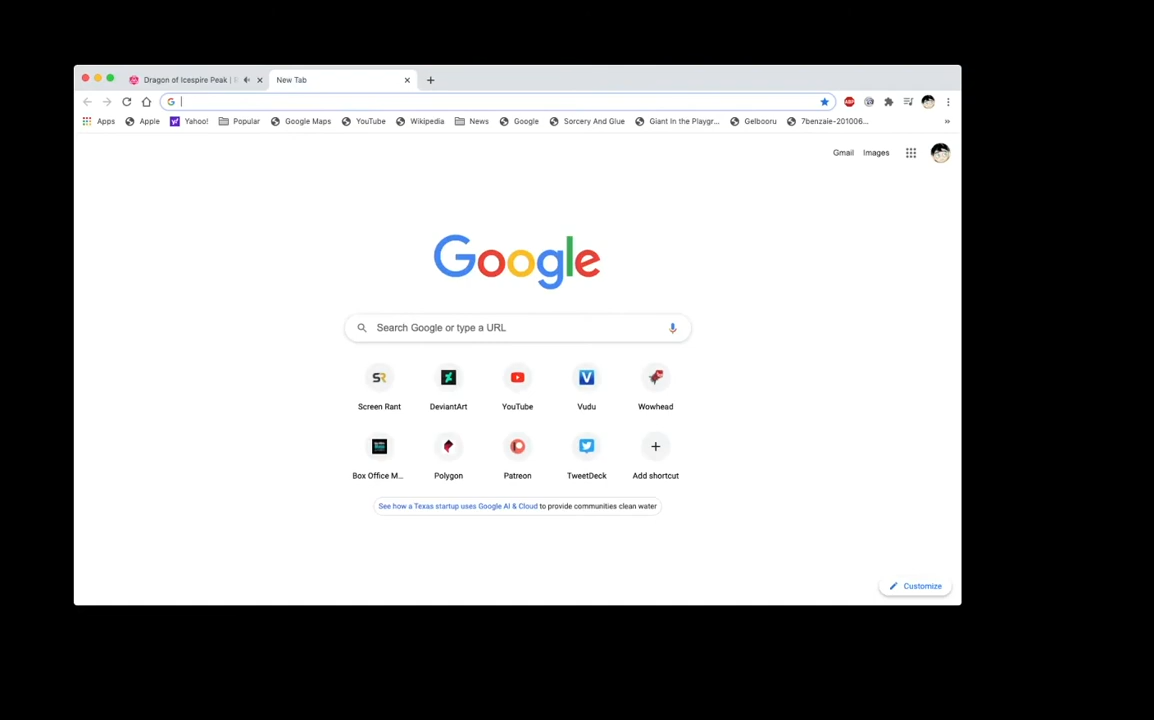 Dragon of Icespire Peak |
New Tab
Apps Apple Yahoo! Popular Google Maps YouTube Wikipedia News Google Sorcery And Glue Giant In the Playgr... Gelbooru 7benzaie-201006... »
Gmail Images
Google
Search Google or type a URL
SR
Screen Rant DeviantArt YouTube Vudu Wowhead
Box Office M... Polygon Patreon TweetDeck Add shortcut
See how a Texas startup uses Google AI & Cloud to provide communities clean water
Customize